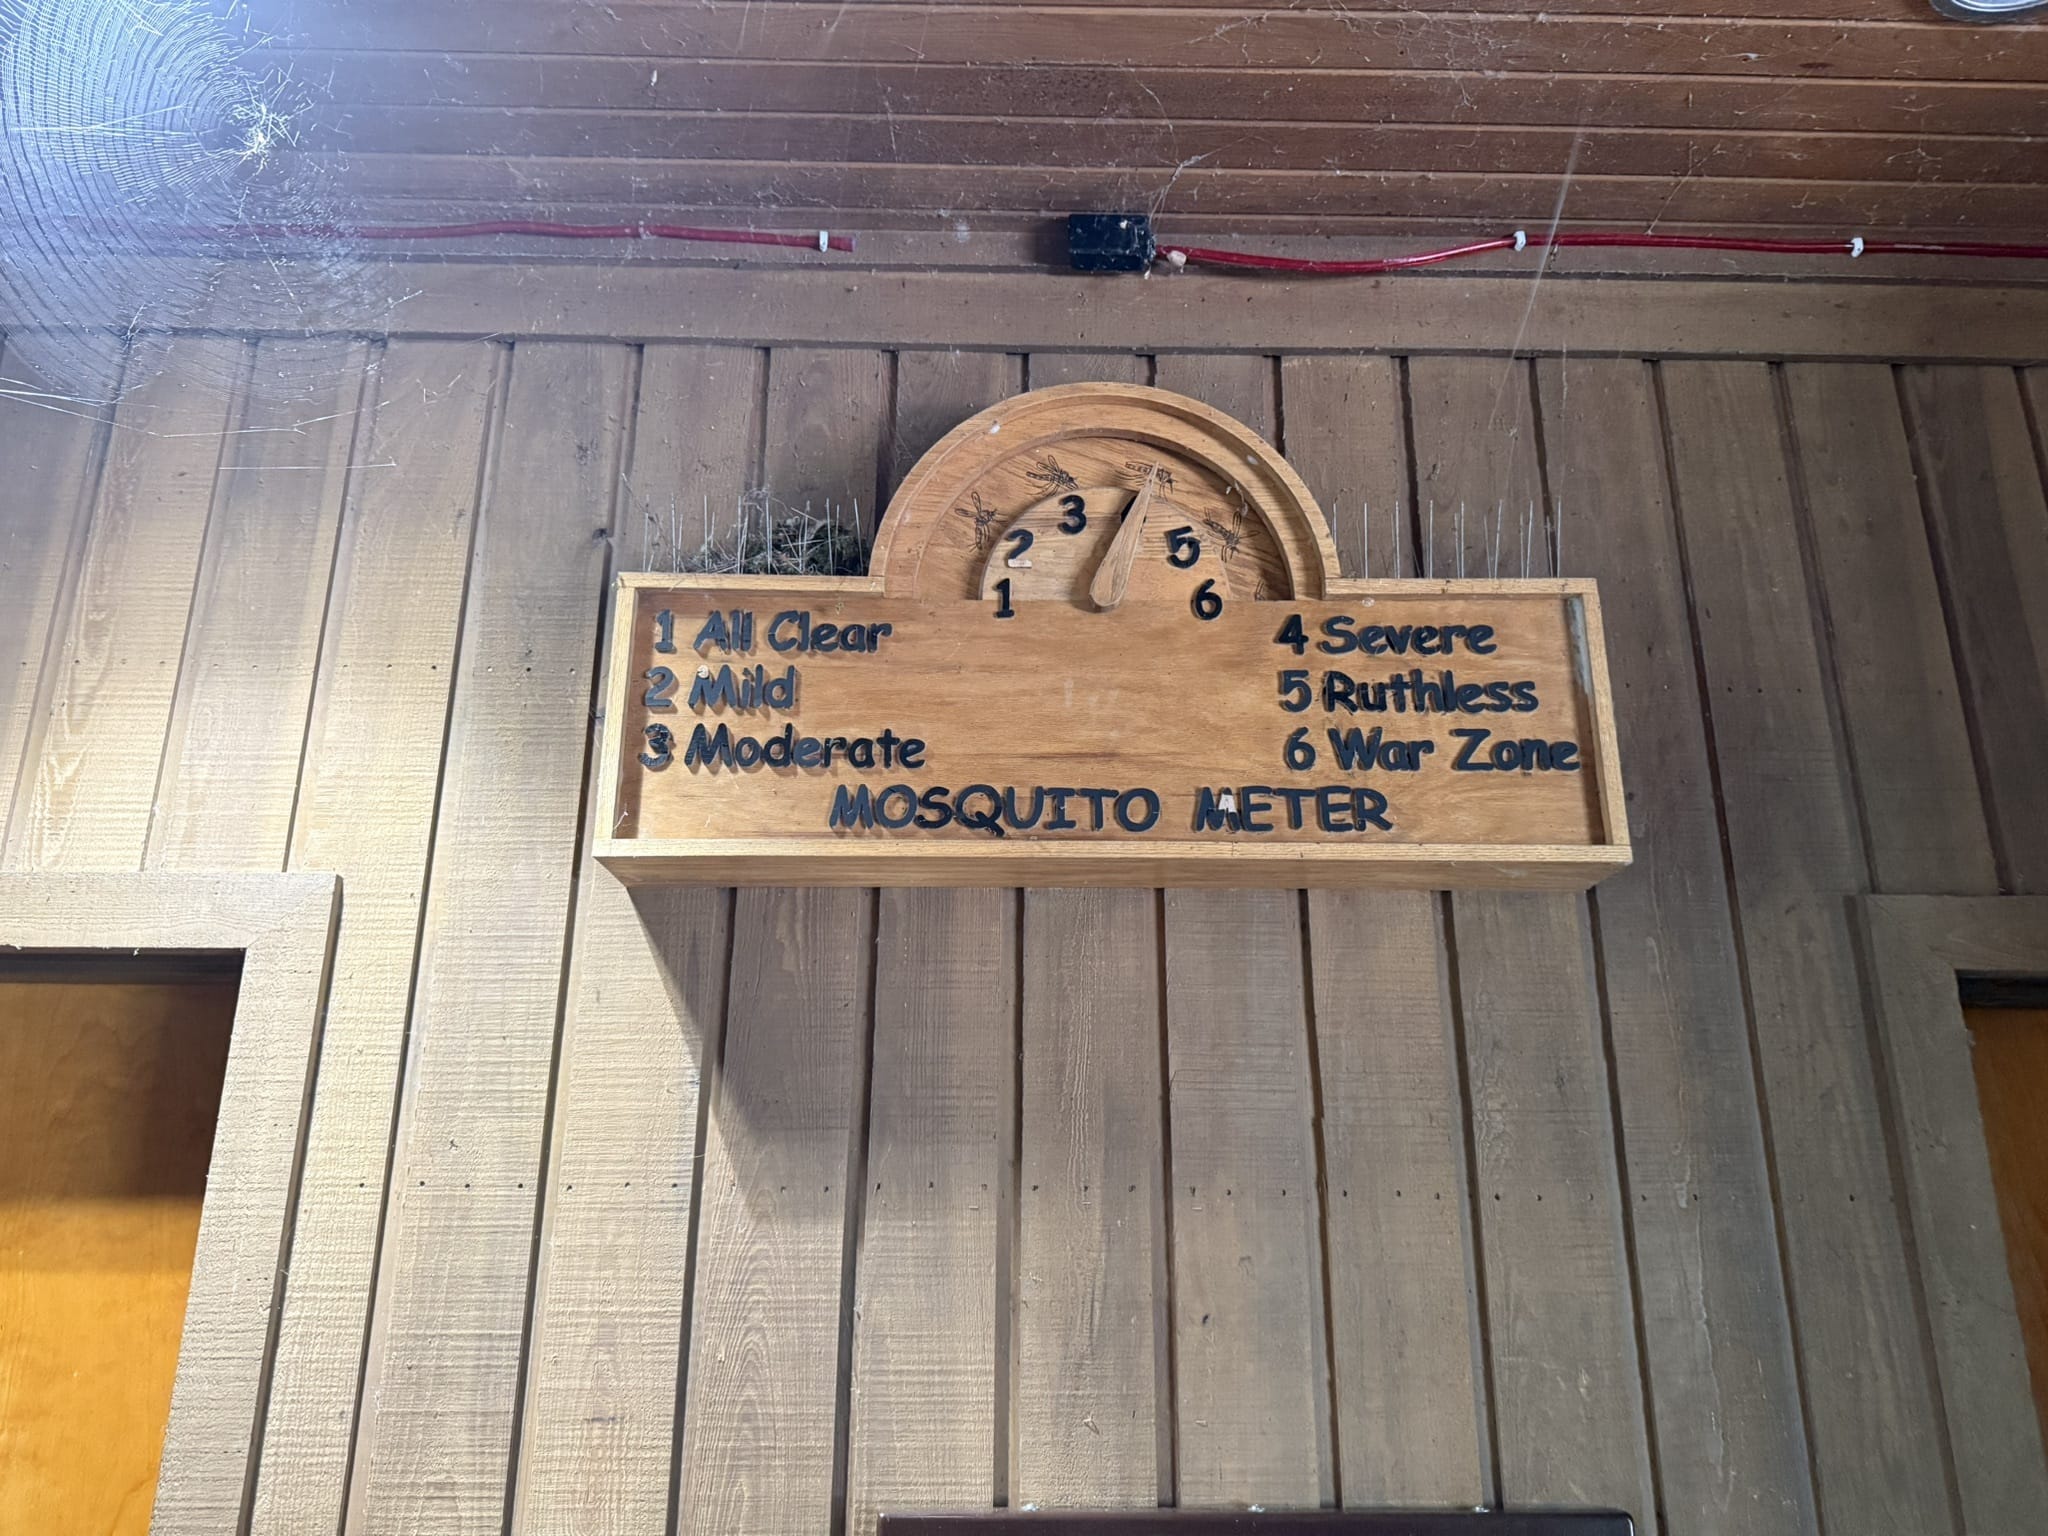 3
2
5
1
6
1 All Clear
2 Mild
3 Moderate
4 Severe
5 Ruthless
6 War Zone
MOSQUITO METER